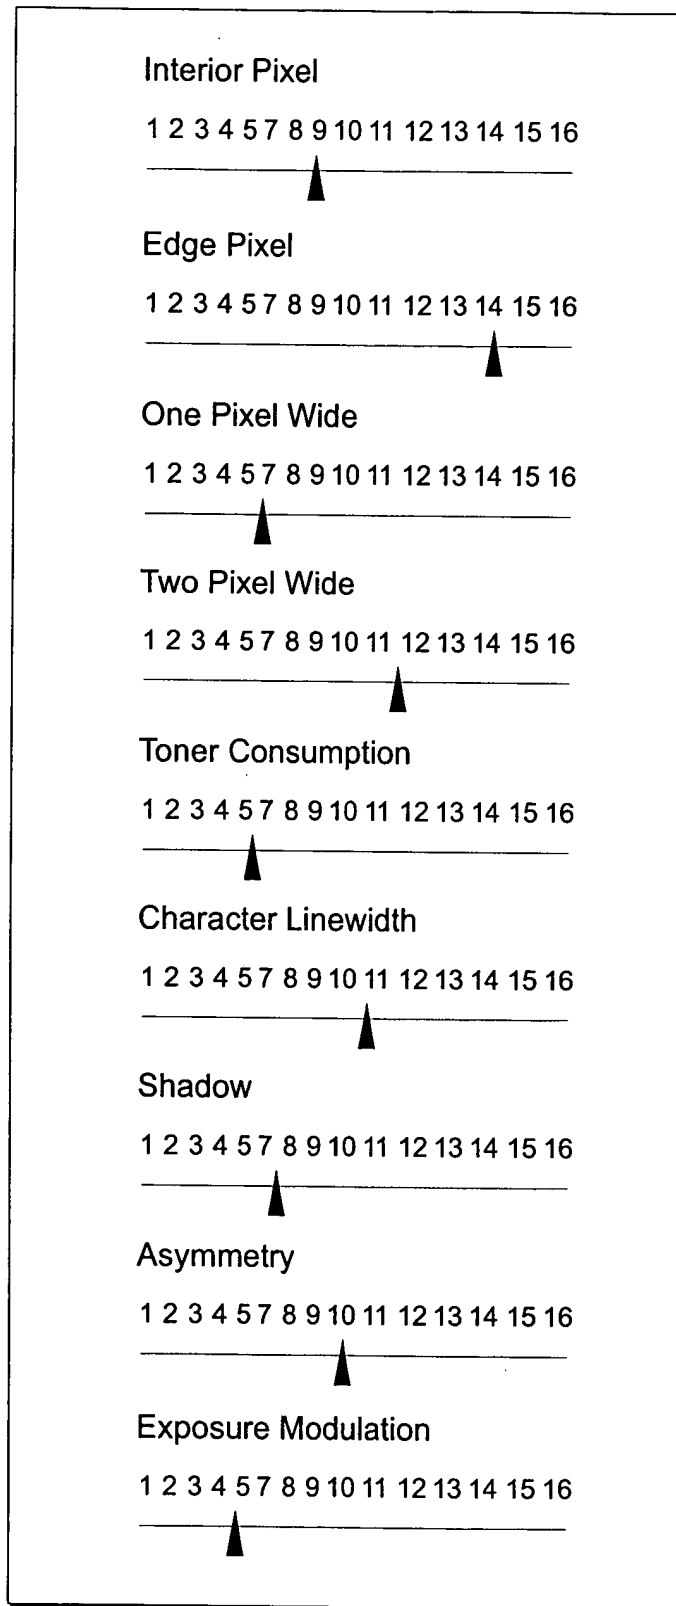 Interior Pixel
1 2 3 4 5 7 8 9 10 11 12 13 14 15 16
Edge Pixel
1 2 3 4 5 7 8 9 10 11 12 13 14 15 16
One Pixel Wide
1 2 3 4 5 7 8 9 10 11 12 13 14 15 16
Two Pixel Wide
1 2 3 4 5 7 8 9 10 11 12 13 14 15 16
Toner Consumption
1 2 3 4 5 7 8 9 10 11 12 13 14 15 16
Character Linewidth
1 2 3 4 5 7 8 9 10 11 12 13 14 15 16
Shadow
1 2 3 4 5 7 8 9 10 11 12 13 14 15 16
Asymmetry
1 2 3 4 5 7 8 9 10 11 12 13 14 15 16
Exposure Modulation
1 2 3 4 5 7 8 9 10 11 12 13 14 15 16